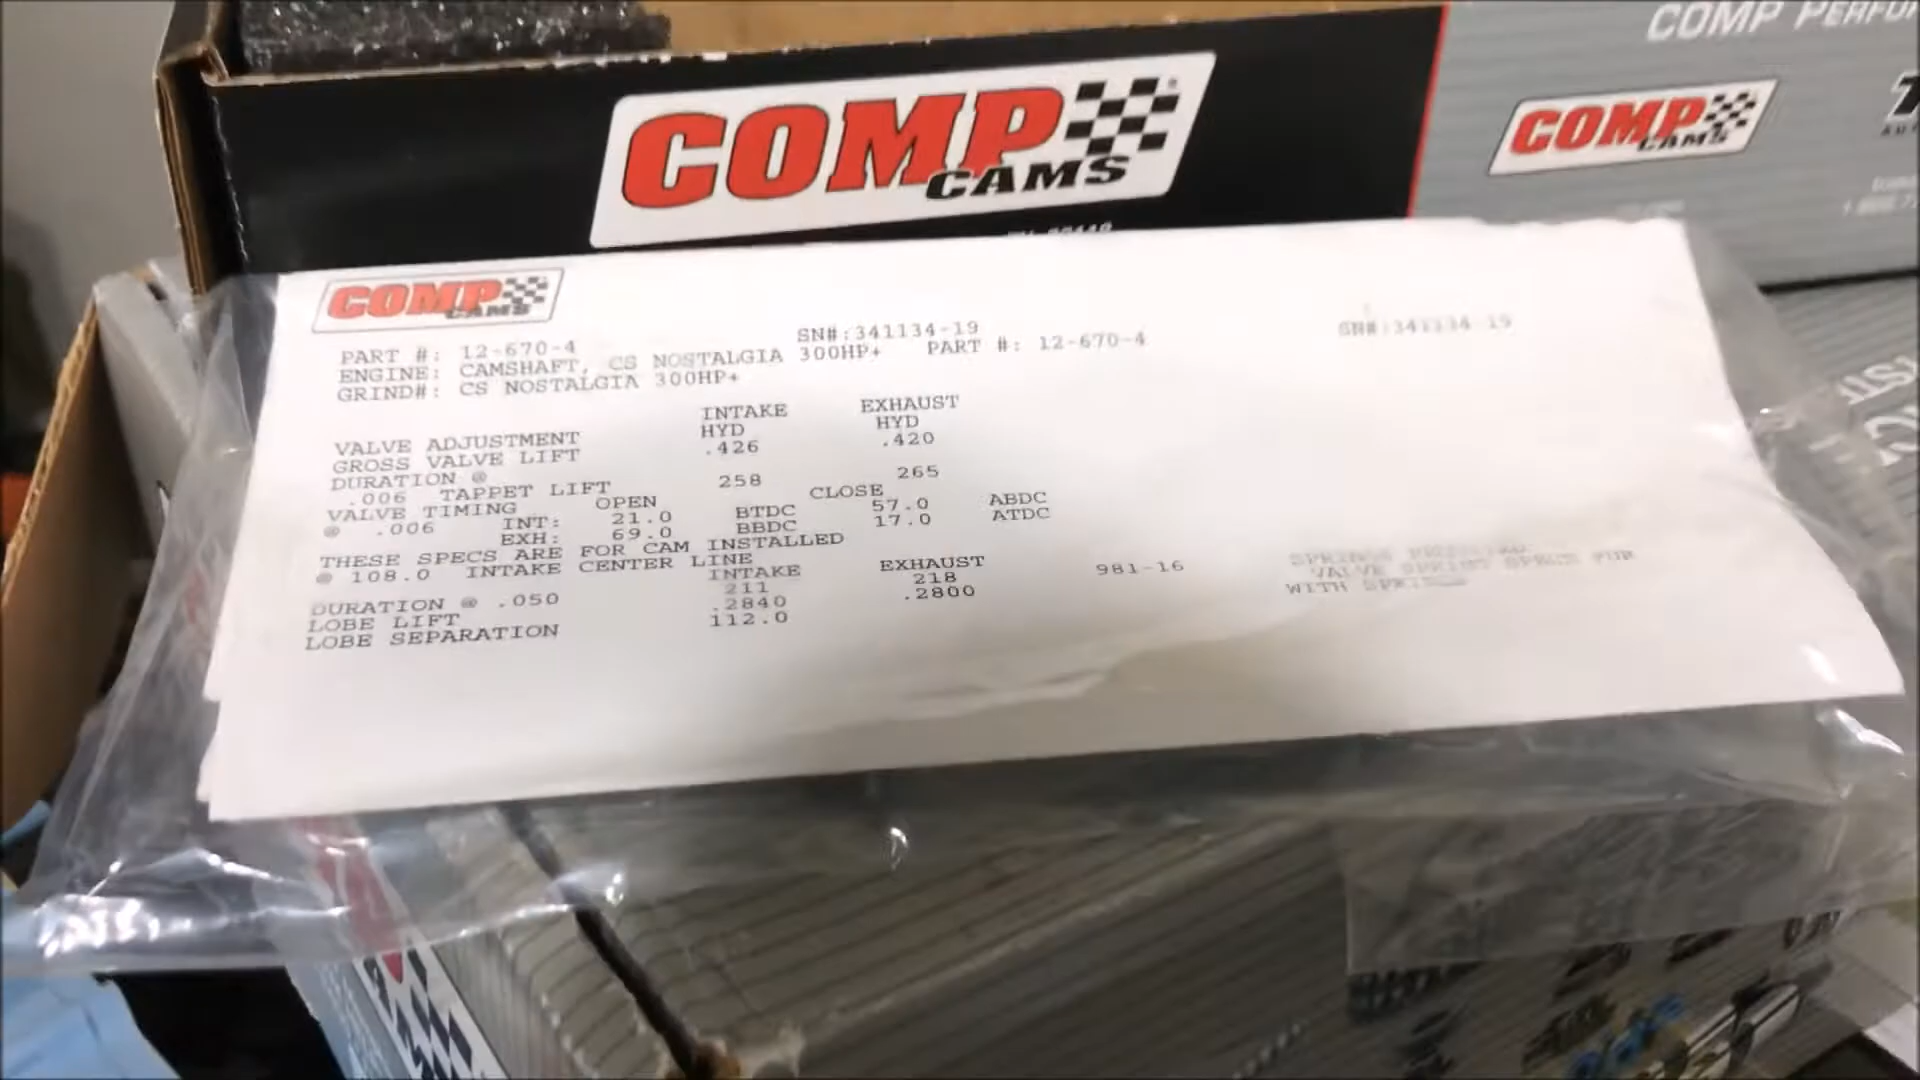 COMP PERFO
COMP CAMS
COMP CAMS
COMP CAMS
SN#:341134-19
SN#:341134-19
PART #: 12-670-4
ENGINE: CAMSHAFT, CS NOSTALGIA 300HP+ PART #: 12-670-4
GRIND#: CS NOSTALGIA 300HP+
INTAKE EXHAUST
VALVE ADJUSTMENT HYD HYD
GROSS VALVE LIFT .426 .420
DURATION @
.006 TAPPET LIFT 258 265
VALVE TIMING OPEN CLOSE
@ .006 INT: 21.0 BTDC 57.0 ABDC
EXH: 69.0 BBDC 17.0 ATDC
THESE SPECS ARE FOR CAM INSTALLED
@ 108.0 INTAKE CENTER LINE
INTAKE EXHAUST 981-16
DURATION @ .050 211 218
LOBE LIFT .2840 .2800
LOBE SEPARATION 112.0
VALVE
WITH